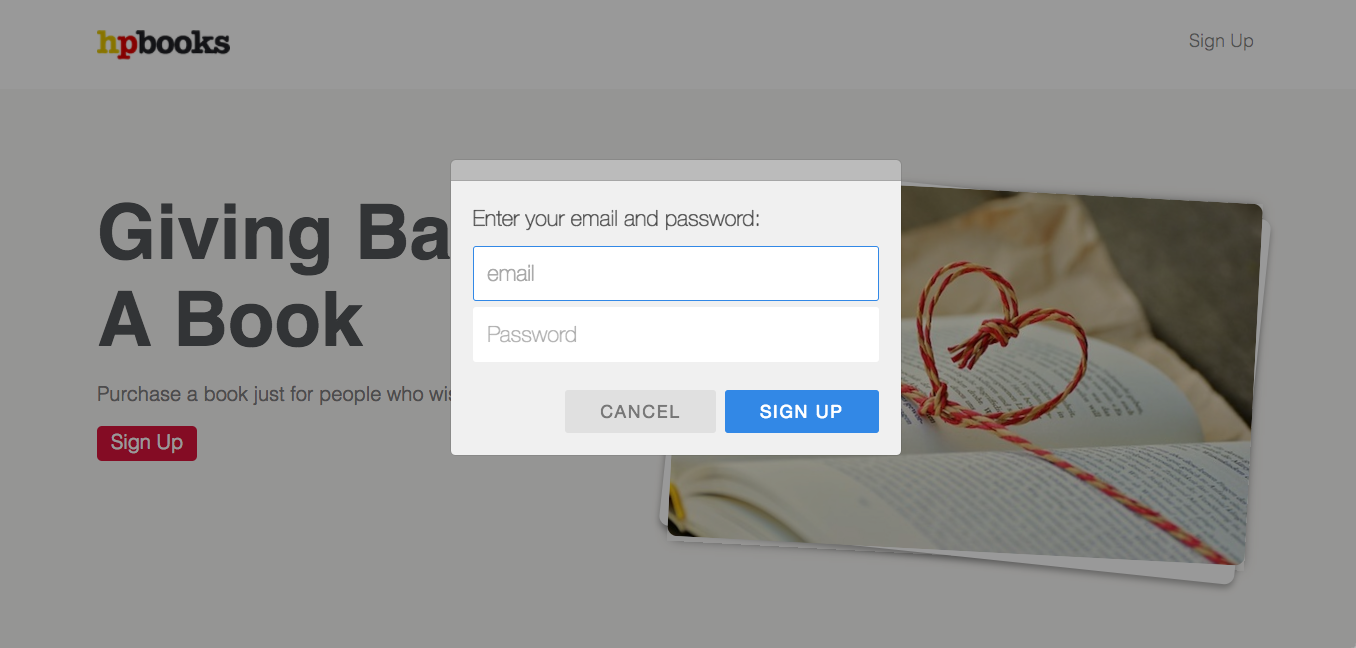 hpbooks
Sign Up
Giving Ba
A Book
Purchase a book just for people who wis
Sign Up
Enter your email and password:
email
Password
CANCEL
SIGN UP